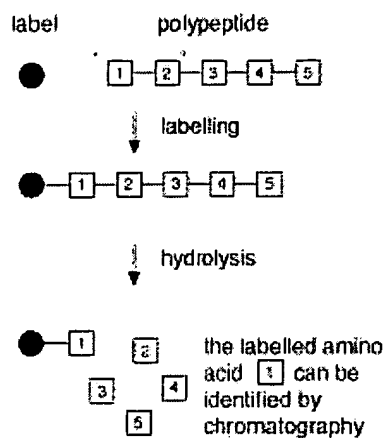 label polypeptide
1 2 3 4 5
labelling
1 2 3 4 5
hydrolysis
1 2 3 4 5
the labelled amino
acid 1 can be
identified by
chromatography